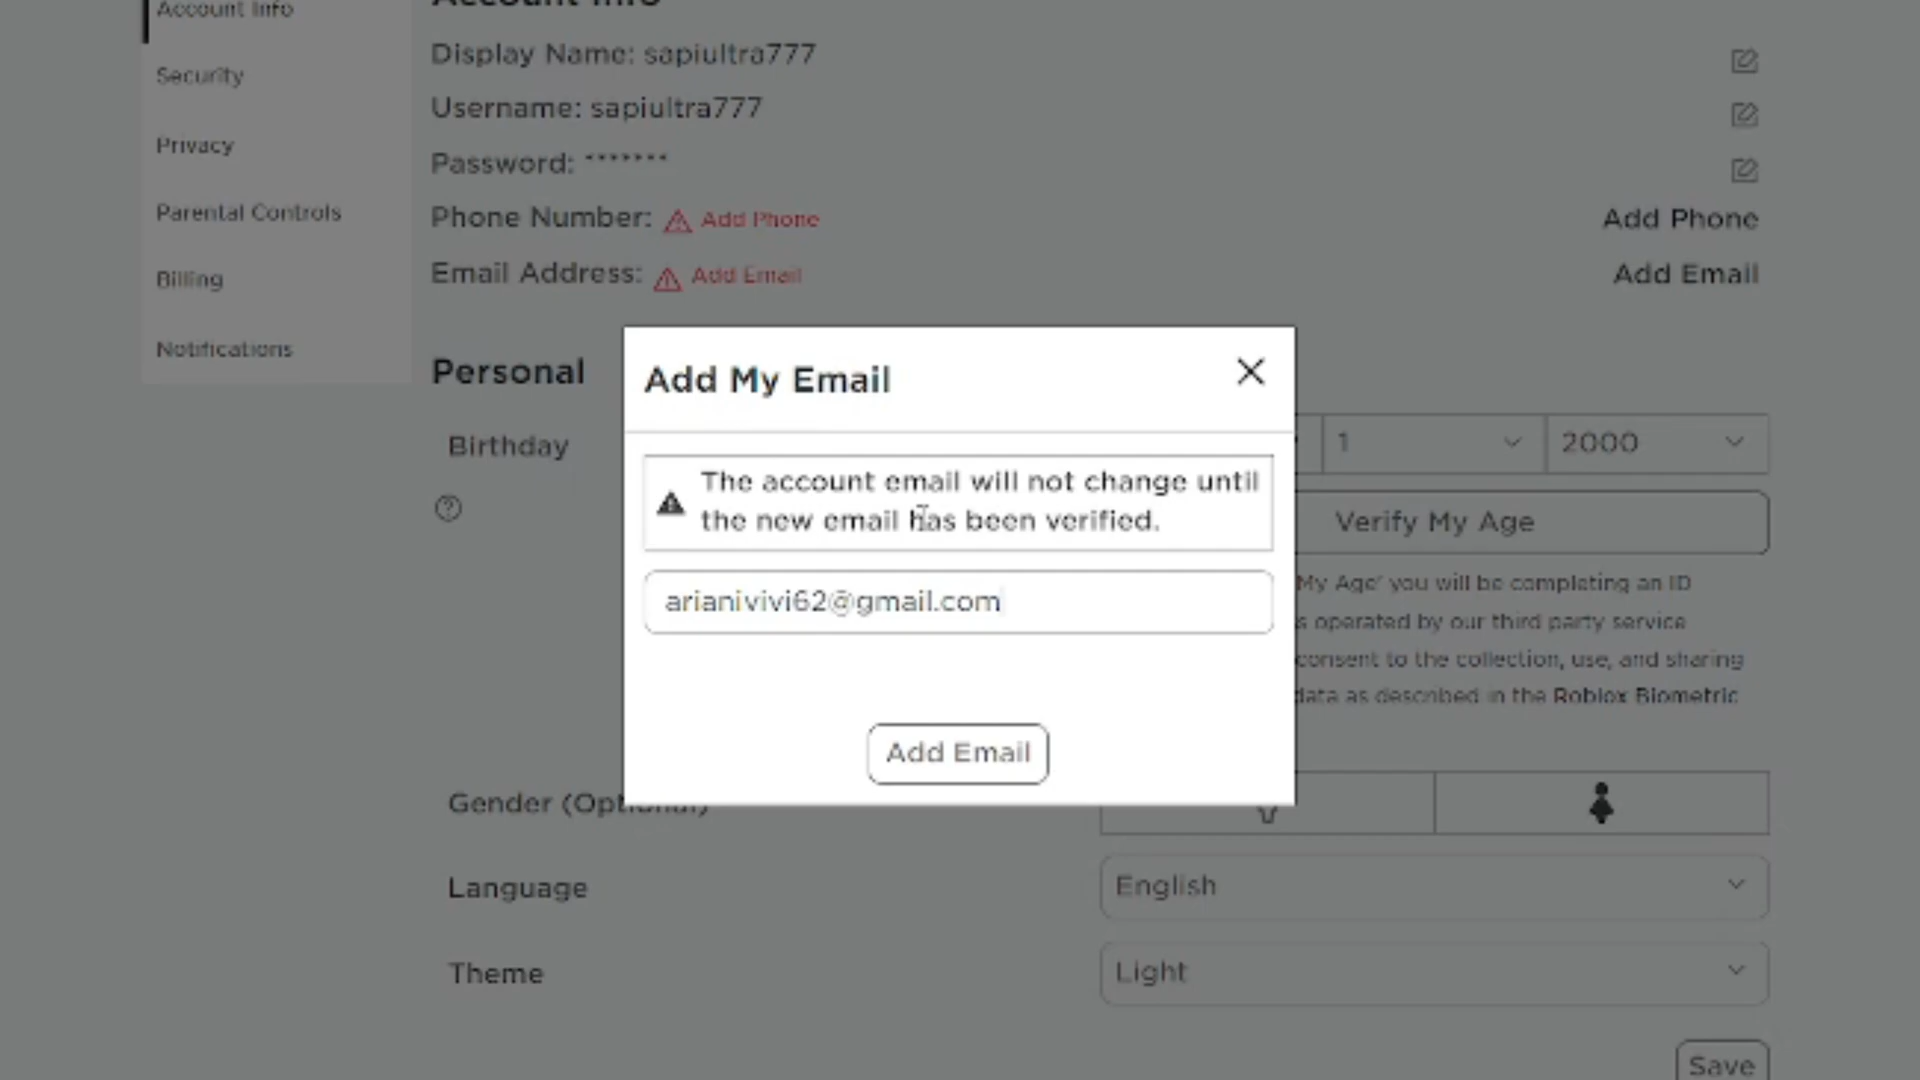 Account Info
Security
Privacy
Parental Controls
Billing
Notifications
Account Info
Display Name: sapiultra777
Username: sapiultra777
Password: *******
Phone Number: Add Phone
Add Phone
Email Address: Add Email
Add Email
Personal
Birthday
1
2000
Verify My Age
My Age' you will be completing an ID
s operated by our third party service
consent to the collection, use, and sharing
data as described in the Roblox Biometric
Add My Email
The account email will not change until
the new email has been verified.
arianivivi62@gmail.com
Add Email
Gender (Optional)
Language
English
Theme
Light
Save